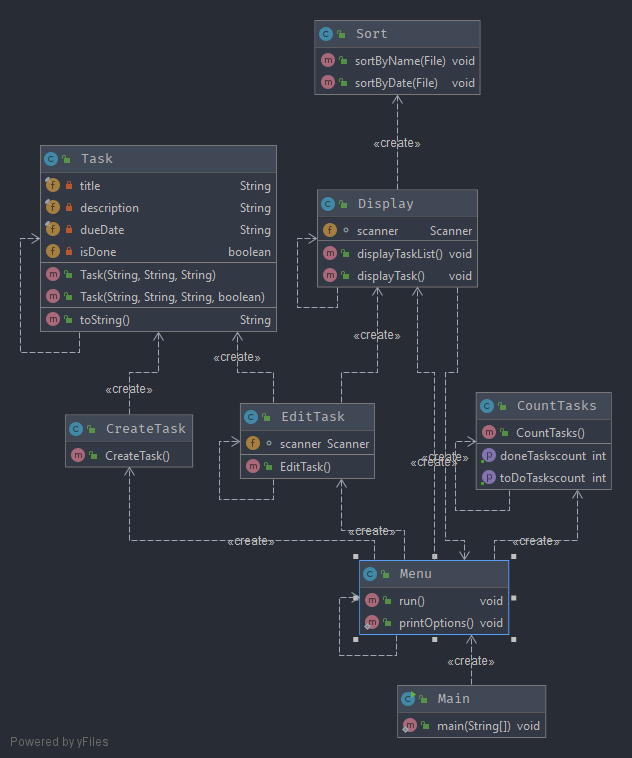 Sort
sortByName(File) void
sortByDate(File) void
«create»
Task
title String
description String
dueDate String
isDone boolean
Task(String, String, String)
Task(String, String, String, boolean)
toString() String
Display
scanner Scanner
displayTaskList() void
displayTask() void
«create»
«create»
«create»
CreateTask
CreateTask()
EditTask
scanner Scanner
EditTask()
CountTasks
CountTasks()
doneTaskscount int
toDoTaskscount int
«create»
«create»
«create»
«create»
«create»
Menu
run() void
printOptions() void
«create»
Main
main(String[]) void
Powered by yFiles